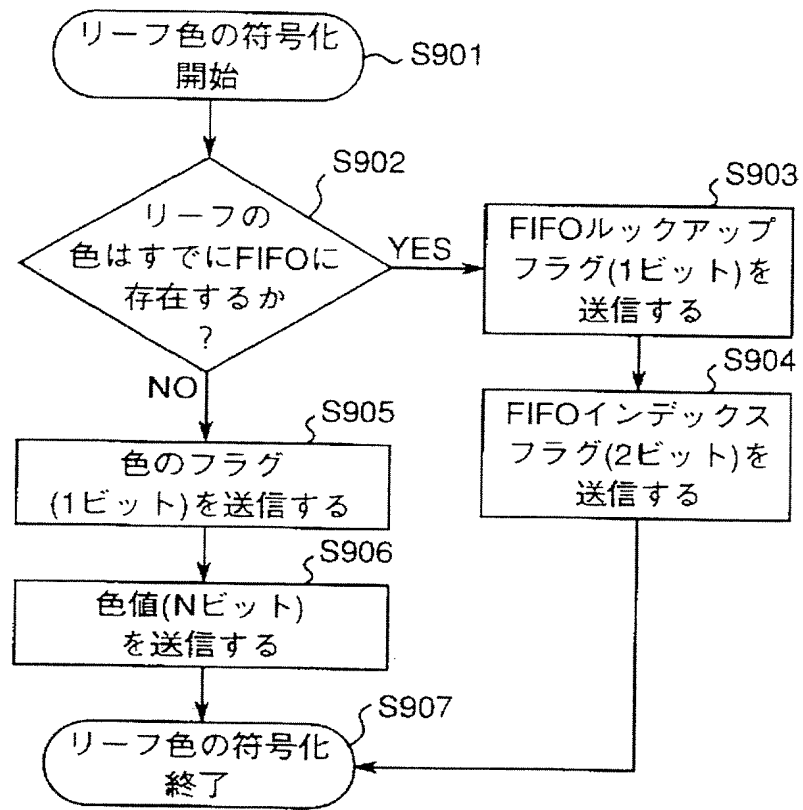 リーフ色の符号化
開始
S901
S902
リーフの
色はすでにFIFOに
存在するか
?
YES
NO
S903
FIFOルックアップ
フラグ(1ビット)を
送信する
S904
FIFOインデックス
フラグ(2ビット)を
送信する
S905
色のフラグ
(1ビット)を送信する
S906
色値(Nビット)
を送信する
S907
リーフ色の符号化
終了